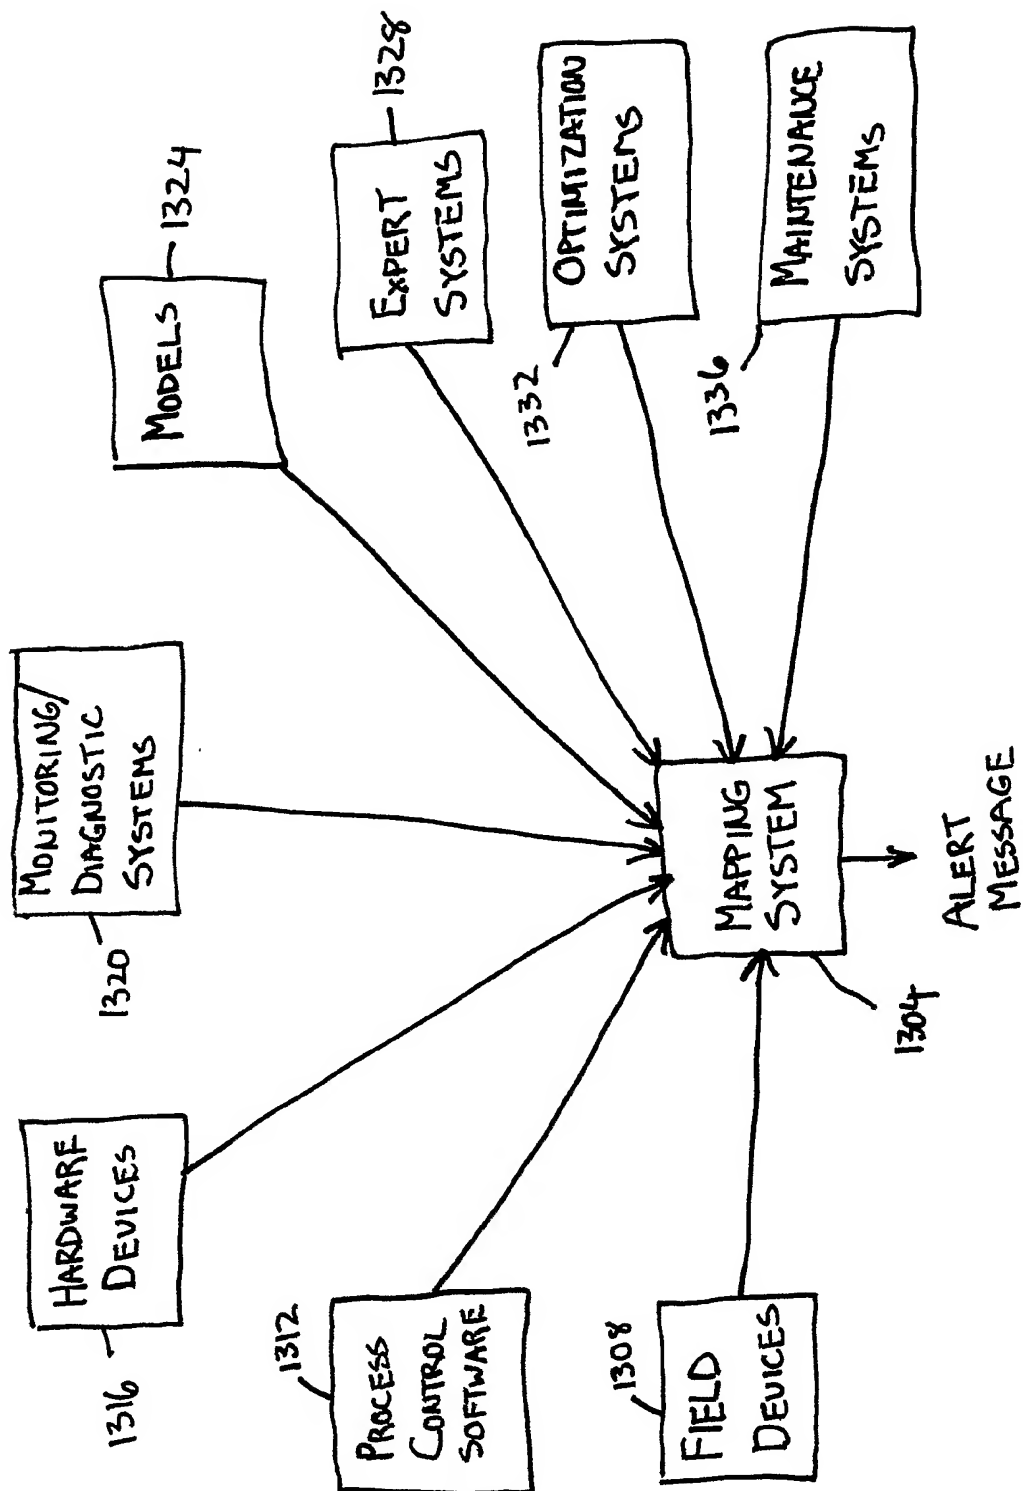 1316
HARDWARE
DEVICES
1320
MONITORING/
DIAGNOSTIC
SYSTEMS
MODELS
1324
EXPERT
SYSTEMS
1328
1312
PROCESS
CONTROL
SOFTWARE
1332
OPTIMIZATION
SYSTEMS
1308
FIELD
DEVICES
1304
MAPPING
SYSTEM
1336
MAINTENANCE
SYSTEMS
ALERT
MESSAGE